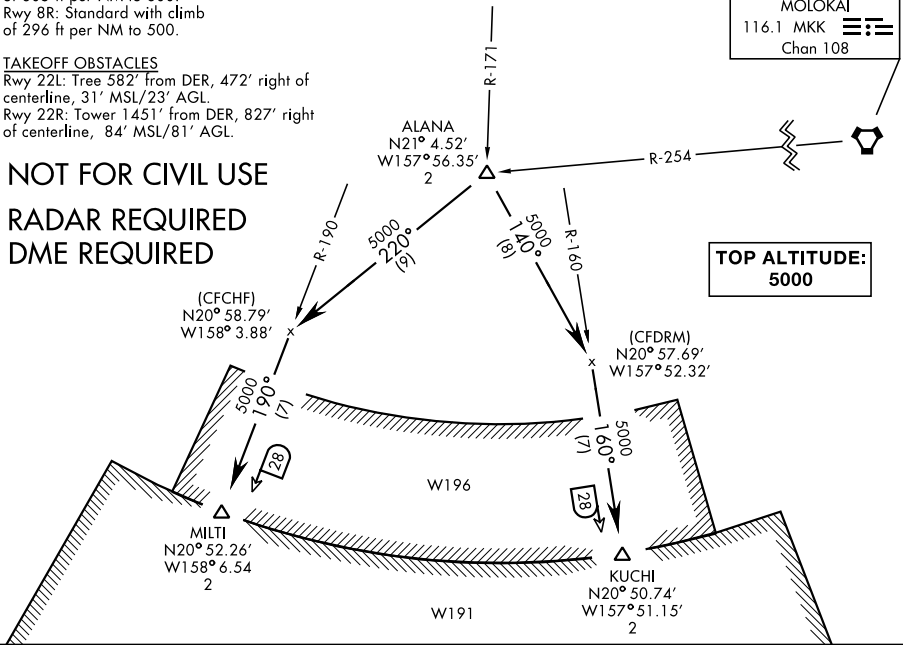 Rwy 8R: Standard with climb
of 296 ft per NM to 500.
TAKEOFF OBSTACLES
Rwy 22L: Tree 582' from DER, 472' right of
centerline, 31' MSL/23' AGL.
Rwy 22R: Tower 1451' from DER, 827' right
of centerline, 84' MSL/81' AGL.
NOT FOR CIVIL USE
RADAR REQUIRED
DME REQUIRED
MOLOKAI
116.1 MKK
Chan 108
R-171
ALANA
N21° 4.52'
W157° 56.35'
2
R-254
R-190
5000
220°
(9)
5000
140°
(8)
R-160
TOP ALTITUDE:
5000
(CFCHF)
N20° 58.79'
W158° 3.88'
(CFDRM)
N20° 57.69'
W157° 52.32'
5000
190°
(7)
5000
160°
(7)
28
28
W196
MILTI
N20° 52.26'
W158° 6.54
2
KUCHI
N20° 50.74'
W157° 51.15'
2
W191